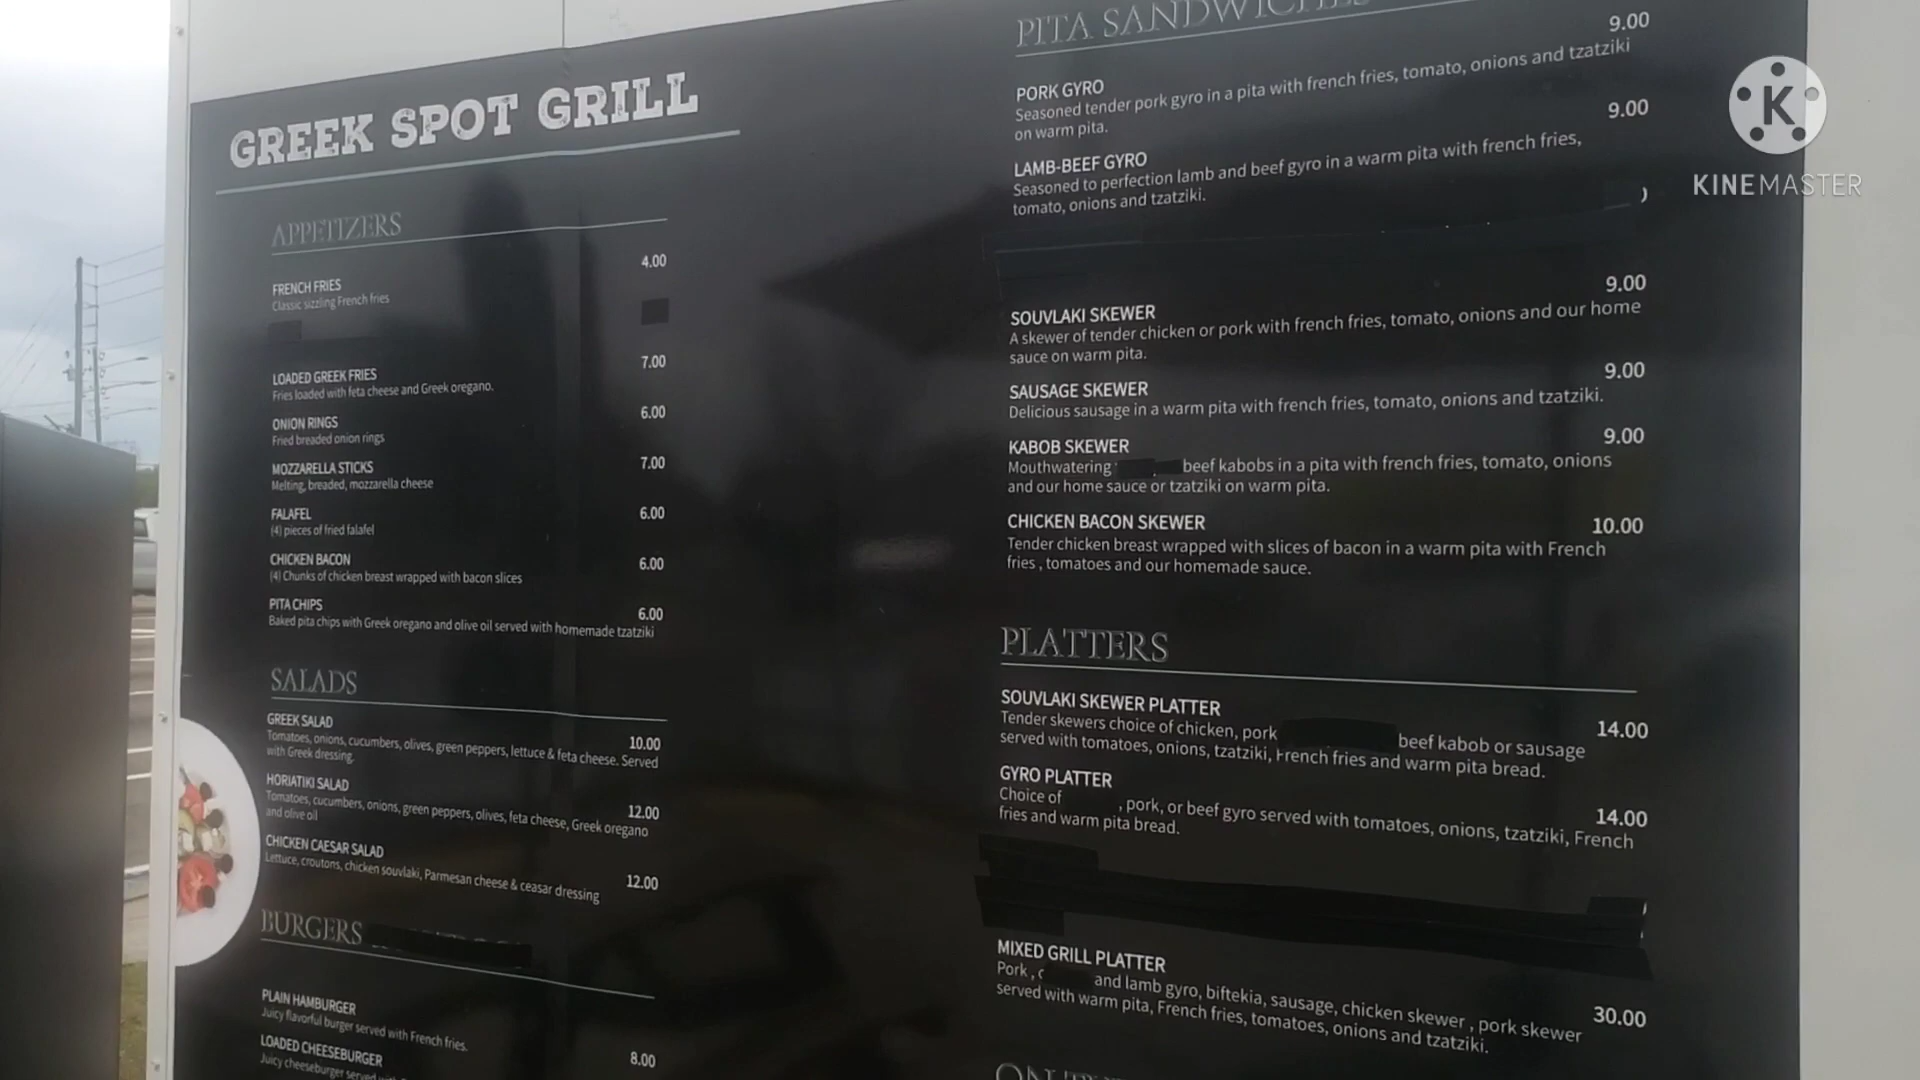 GREEK SPOT GRILL
APPETIZERS
4.00
FRENCH FRIES
Classic sizzling French fries
7.00
LOADED GREEK FRIES
Fries loaded with feta cheese and Greek oregano.
6.00
ONION RINGS
Fried breaded onion rings
7.00
MOZZARELLA STICKS
Melting, breaded, mozzarella cheese
6.00
FALAFEL
(4) pieces of fried falafel
6.00
CHICKEN BACON
(4) Chunks of chicken breast wrapped with bacon slices
6.00
PITA CHIPS
Baked pita chips with Greek oregano and olive oil served with homemade tzatziki
SALADS
GREEK SALAD
10.00
Tomatoes, onions, cucumbers, olives, green peppers, lettuce & feta cheese. Served
with Greek dressing.
HORIATIKI SALAD
12.00
Tomatoes, cucumbers, onions, green peppers, olives, feta cheese, Greek oregano
and olive oil
CHICKEN CAESAR SALAD
12.00
Lettuce, croutons, chicken souvlaki, Parmesan cheese & ceasar dressing
BURGERS
PLAIN HAMBURGER
Juicy flavorful burger served with French fries.
8.00
LOADED CHEESEBURGER
Juicy cheeseburger served
PITA SANDWICHES
9.00
PORK GYRO
Seasoned tender pork gyro in a pita with french fries, tomato, onions and tzatziki
on warm pita.
9.00
LAMB-BEEF GYRO
Seasoned to perfection lamb and beef gyro in a warm pita with french fries,
tomato, onions and tzatziki.
9.00
SOUVLAKI SKEWER
A skewer of tender chicken or pork with french fries, tomato, onions and our home
sauce on warm pita.
9.00
SAUSAGE SKEWER
Delicious sausage in a warm pita with french fries, tomato, onions and tzatziki.
9.00
KABOB SKEWER
Mouthwatering beef kabobs in a pita with french fries, tomato, onions
and our home sauce or tzatziki on warm pita.
CHICKEN BACON SKEWER
10.00
Tender chicken breast wrapped with slices of bacon in a warm pita with French
fries , tomatoes and our homemade sauce.
PLATTERS
SOUVLAKI SKEWER PLATTER
14.00
Tender skewers choice of chicken, pork beef kabob or sausage
served with tomatoes, onions, tzatziki, French fries and warm pita bread.
GYRO PLATTER
14.00
Choice of , pork, or beef gyro served with tomatoes, onions, tzatziki, French
fries and warm pita bread.
MIXED GRILL PLATTER
30.00
Pork , and lamb gyro, biftekia, sausage, chicken skewer , pork skewer
served with warm pita, French fries, tomatoes, onions and tzatziki.
K
KINEMASTER